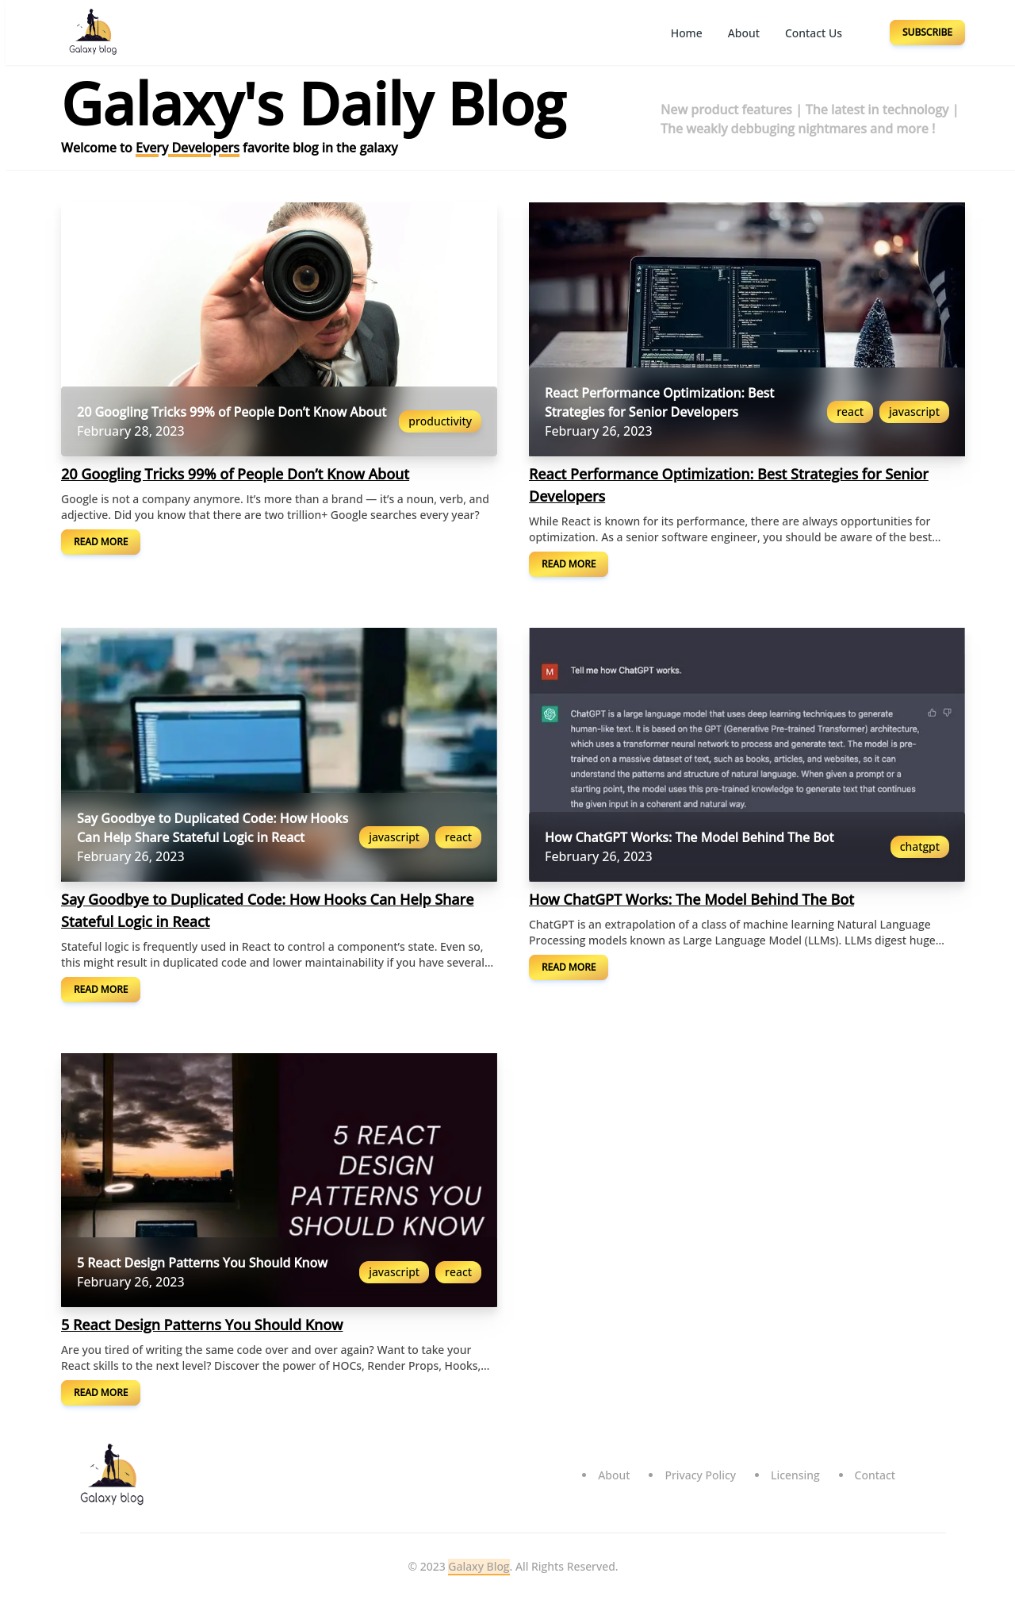 Galaxy blog
Home
About
Contact Us
SUBSCRIBE
Galaxy's Daily Blog
Welcome to Every Developers favorite blog in the galaxy
New product features | The latest in technology |
The weakly debbuging nightmares and more !
20 Googling Tricks 99% of People Don’t Know About
February 28, 2023
productivity
20 Googling Tricks 99% of People Don’t Know About
Google is not a company anymore. It’s more than a brand — it’s a noun, verb, and
adjective. Did you know that there are two trillion+ Google searches every year?
READ MORE
React Performance Optimization: Best
Strategies for Senior Developers
February 26, 2023
react
javascript
React Performance Optimization: Best Strategies for Senior
Developers
While React is known for its performance, there are always opportunities for
optimization. As a senior software engineer, you should be aware of the best...
READ MORE
Say Goodbye to Duplicated Code: How Hooks
Can Help Share Stateful Logic in React
February 26, 2023
javascript
react
Say Goodbye to Duplicated Code: How Hooks Can Help Share
Stateful Logic in React
Stateful logic is frequently used in React to control a component’s state. Even so,
this might result in duplicated code and lower maintainability if you have several...
READ MORE
M
Tell me how ChatGPT works.
ChatGPT is a large language model that uses deep learning techniques to generate
human-like text. It is based on the GPT (Generative Pre-trained Transformer) architecture,
which uses a transformer neural network to process and generate text. The model is pre-
trained on a massive dataset of text, such as books, articles, and websites, so it can
understand the patterns and structure of natural language. When given a prompt or a
starting point, the model uses this pre-trained knowledge to generate text that continues
the given input in a coherent and natural way.
How ChatGPT Works: The Model Behind The Bot
February 26, 2023
chatgpt
How ChatGPT Works: The Model Behind The Bot
ChatGPT is an extrapolation of a class of machine learning Natural Language
Processing models known as Large Language Model (LLMs). LLMs digest huge...
READ MORE
5 REACT
DESIGN
PATTERNS YOU
SHOULD KNOW
5 React Design Patterns You Should Know
February 26, 2023
javascript
react
5 React Design Patterns You Should Know
Are you tired of writing the same code over and over again? Want to take your
React skills to the next level? Discover the power of HOCs, Render Props, Hooks,...
READ MORE
Galaxy blog
• About
• Privacy Policy
• Licensing
• Contact
© 2023 Galaxy Blog. All Rights Reserved.